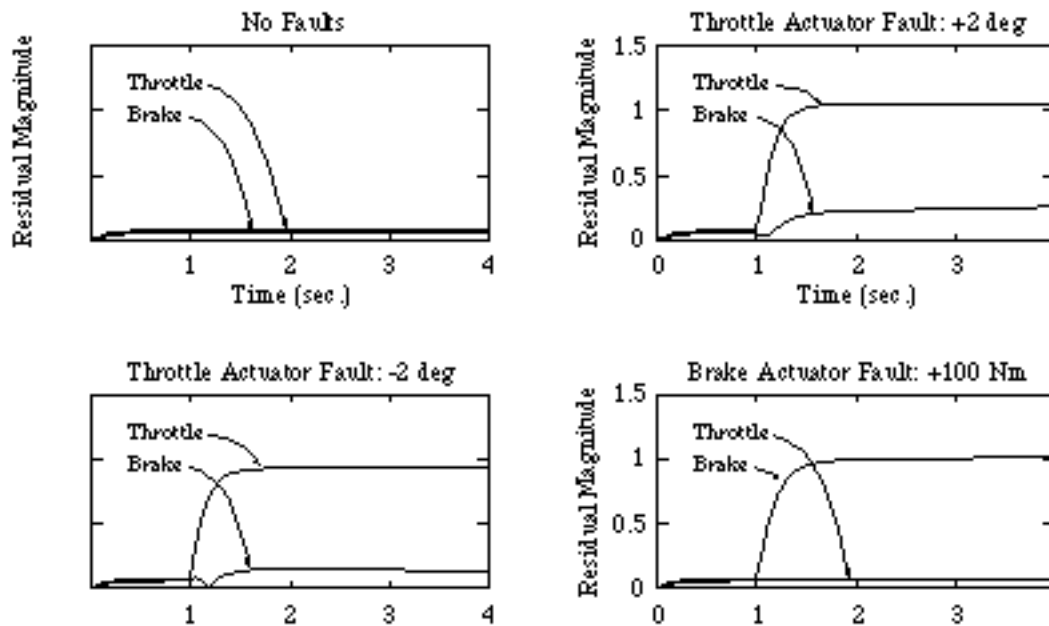 No Faults
Residual Magnitude
Throttle
Brake
1 2 3 4
Time (sec.)
Throttle Actuator Fault: +2 deg
Residual Magnitude
1.5
1
0.5
0
Throttle
Brake
0 1 2 3
Time (sec.)
Throttle Actuator Fault: -2 deg
Throttle
Brake
1 2 3 4
Brake Actuator Fault: +100 Nm
Residual Magnitude
1.5
1
0.5
0
Throttle
Brake
0 1 2 3